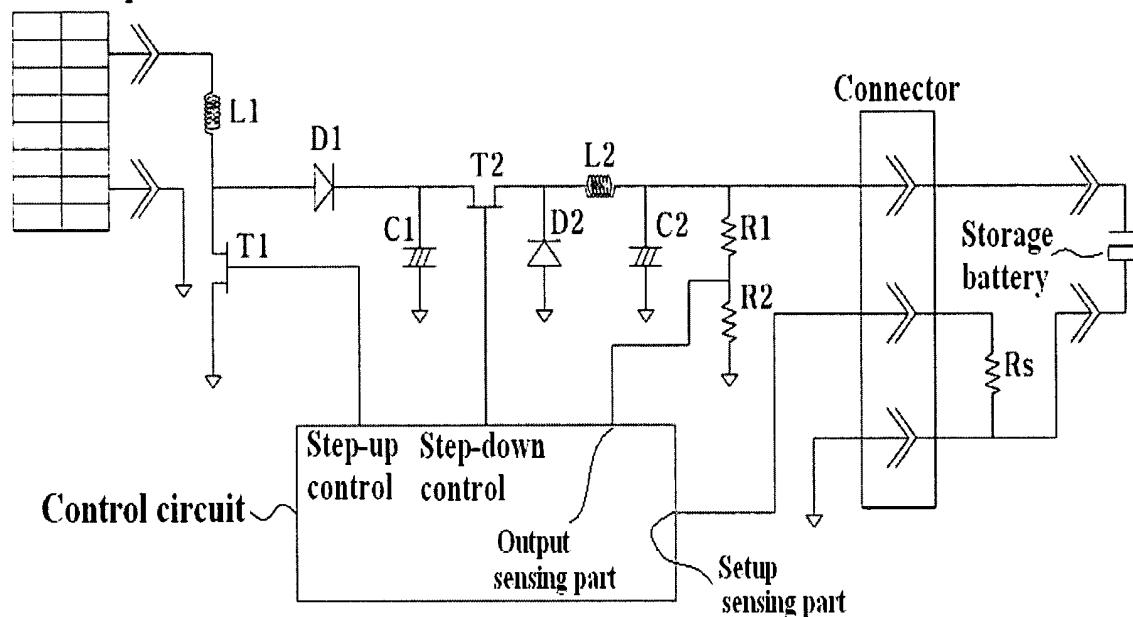 L1
D1
T2
L2
Connector
T1
C1
D2
C2
R1
R2
Storage
battery
Rs
Step-up
control
Step-down
control
Control circuit
Output
sensing part
Setup
sensing part